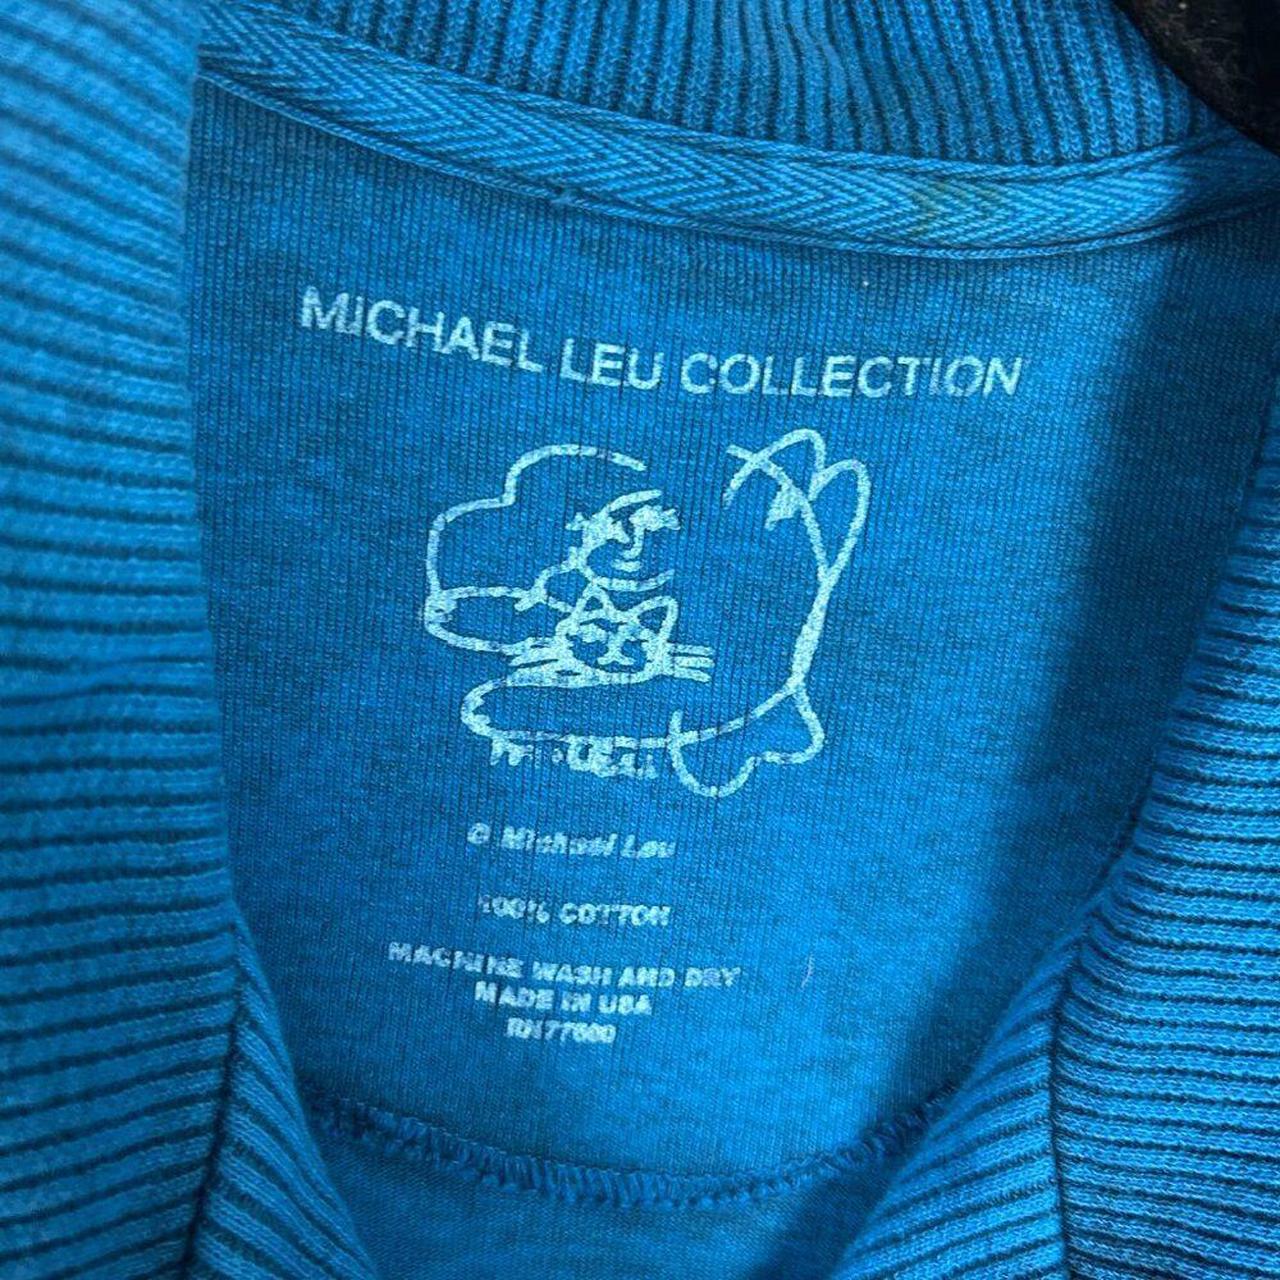 MICHAEL LEU COLLECTION
© Michael Leu
100% COTTON
MACHINE WASH AND DRY
MADE IN USA